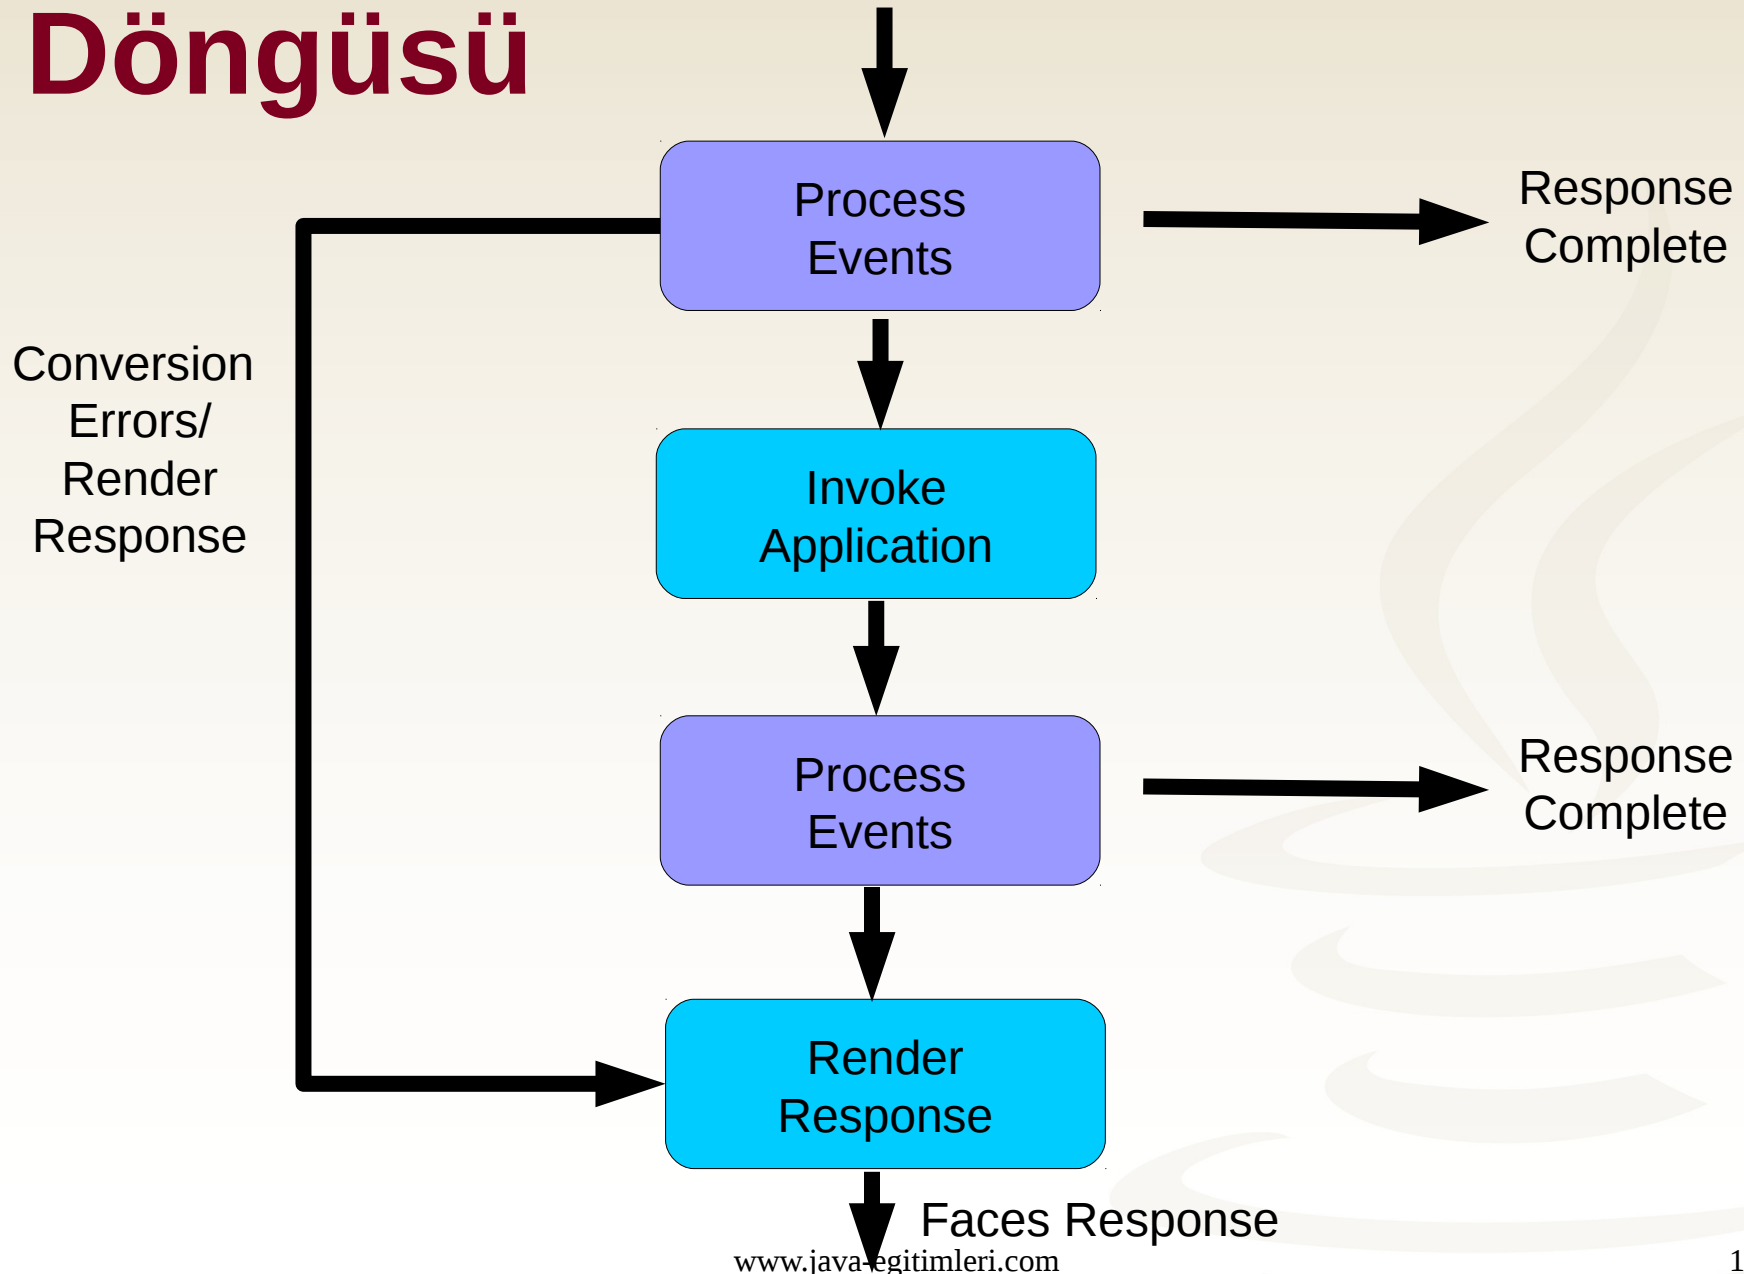 Döngüsü
Process
Events
Response
Complete
Conversion
Errors/
Render
Response
Invoke
Application
Process
Events
Response
Complete
Render
Response
Faces Response
www.java-egitimleri.com
1